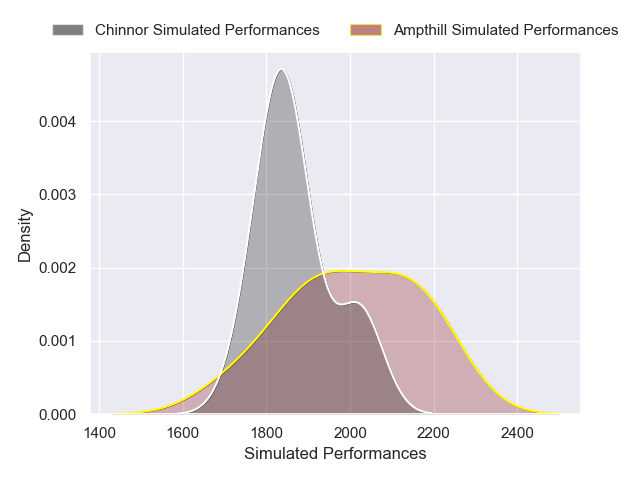 Chinnor Simulated Performances Ampthill Simulated Performances
Density
0.004
0.003
0.002
0.001
0.000
1400 1600 1800 2000 2200 2400
Simulated Performances